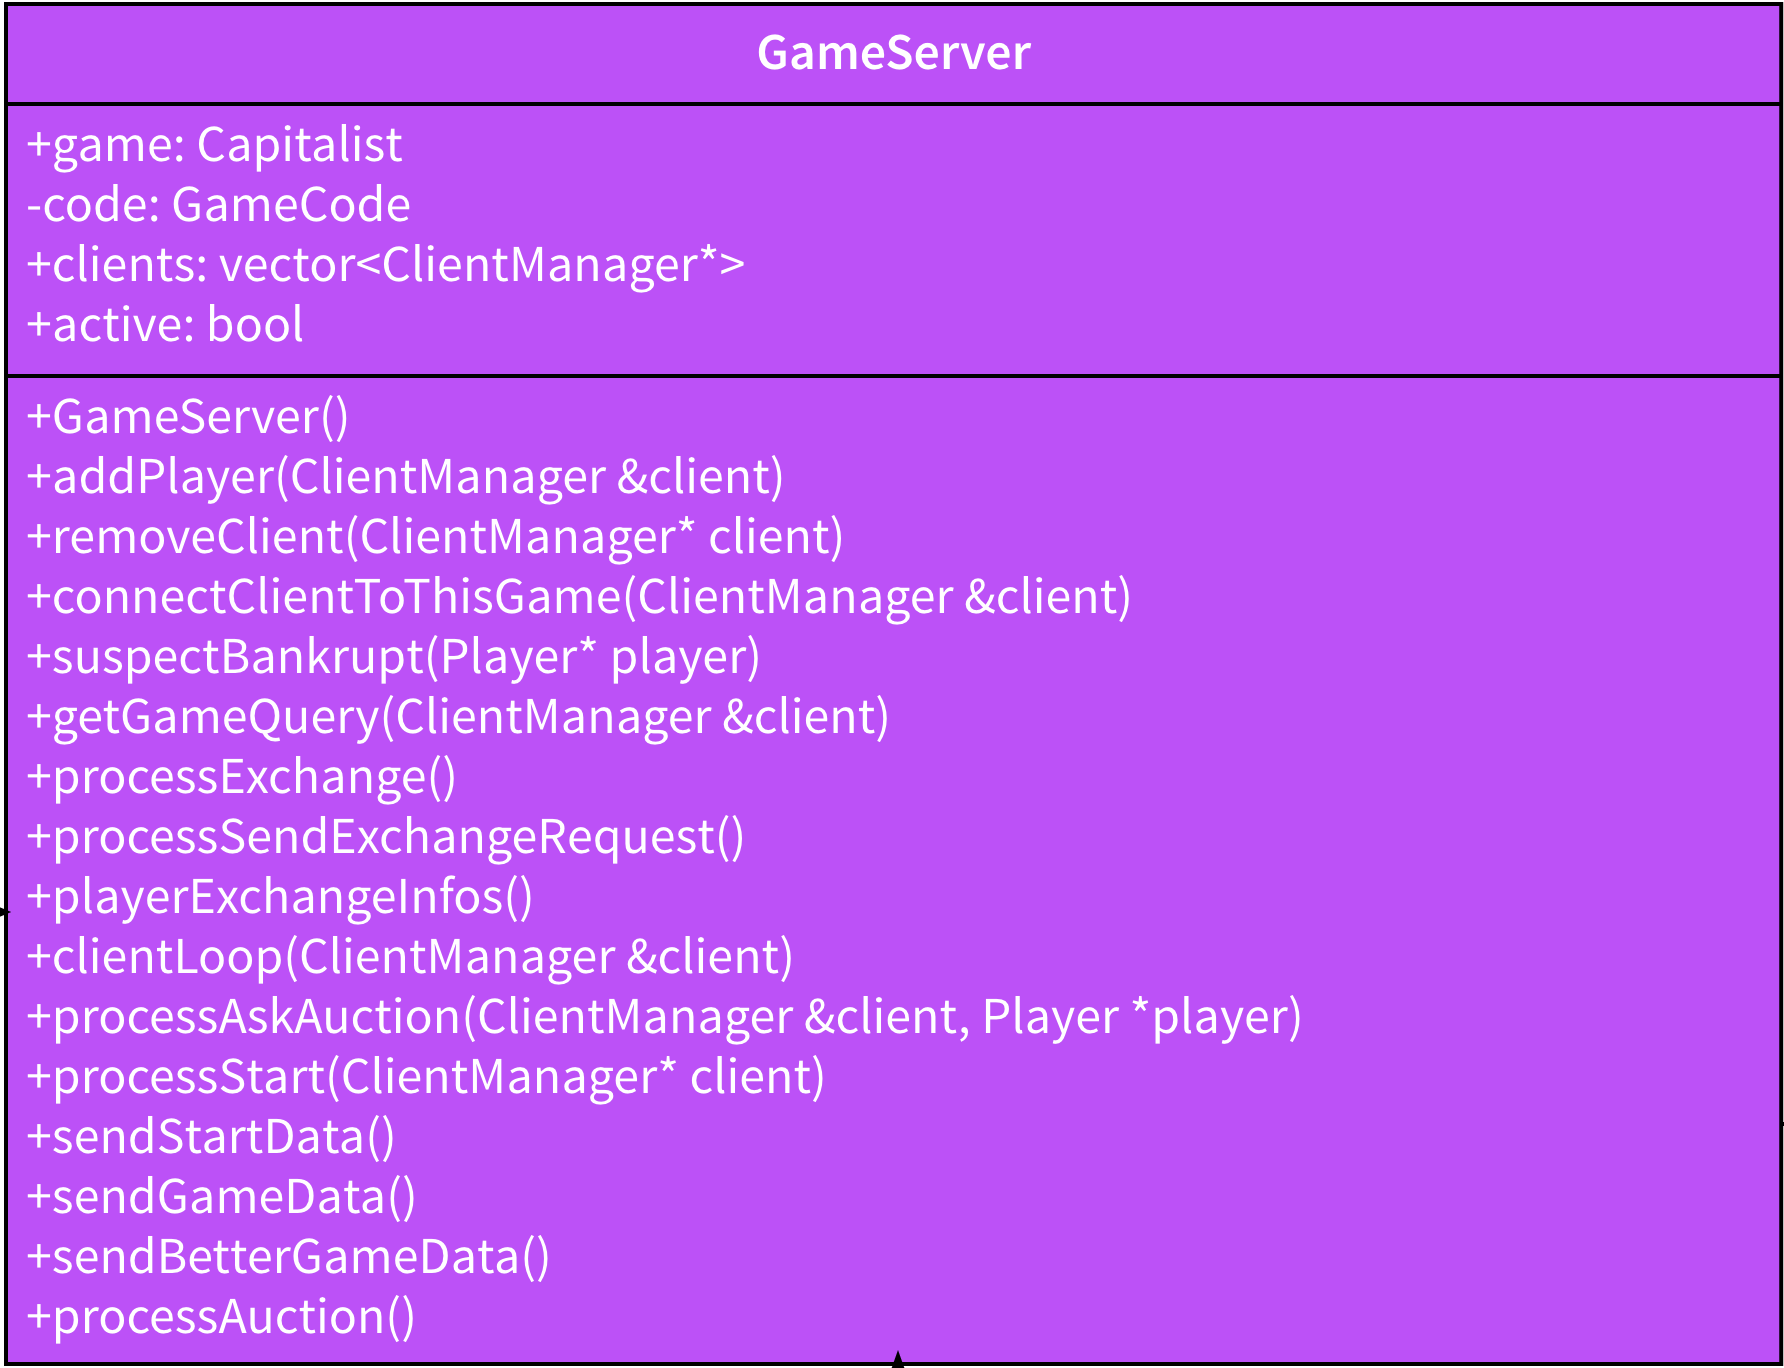 GameServer
+game: Capitalist
-code: GameCode
+clients: vector<ClientManager*>
+active: bool
+GameServer()
+addPlayer(ClientManager &client)
+removeClient(ClientManager* client)
+connectClientToThisGame(ClientManager &client)
+suspectBankrupt(Player* player)
+getGameQuery(ClientManager &client)
+processExchange()
+processSendExchangeRequest()
+playerExchangeInfos()
+clientLoop(ClientManager &client)
+processAskAuction(ClientManager &client, Player *player)
+processStart(ClientManager* client)
+sendStartData()
+sendGameData()
+sendBetterGameData()
+processAuction()